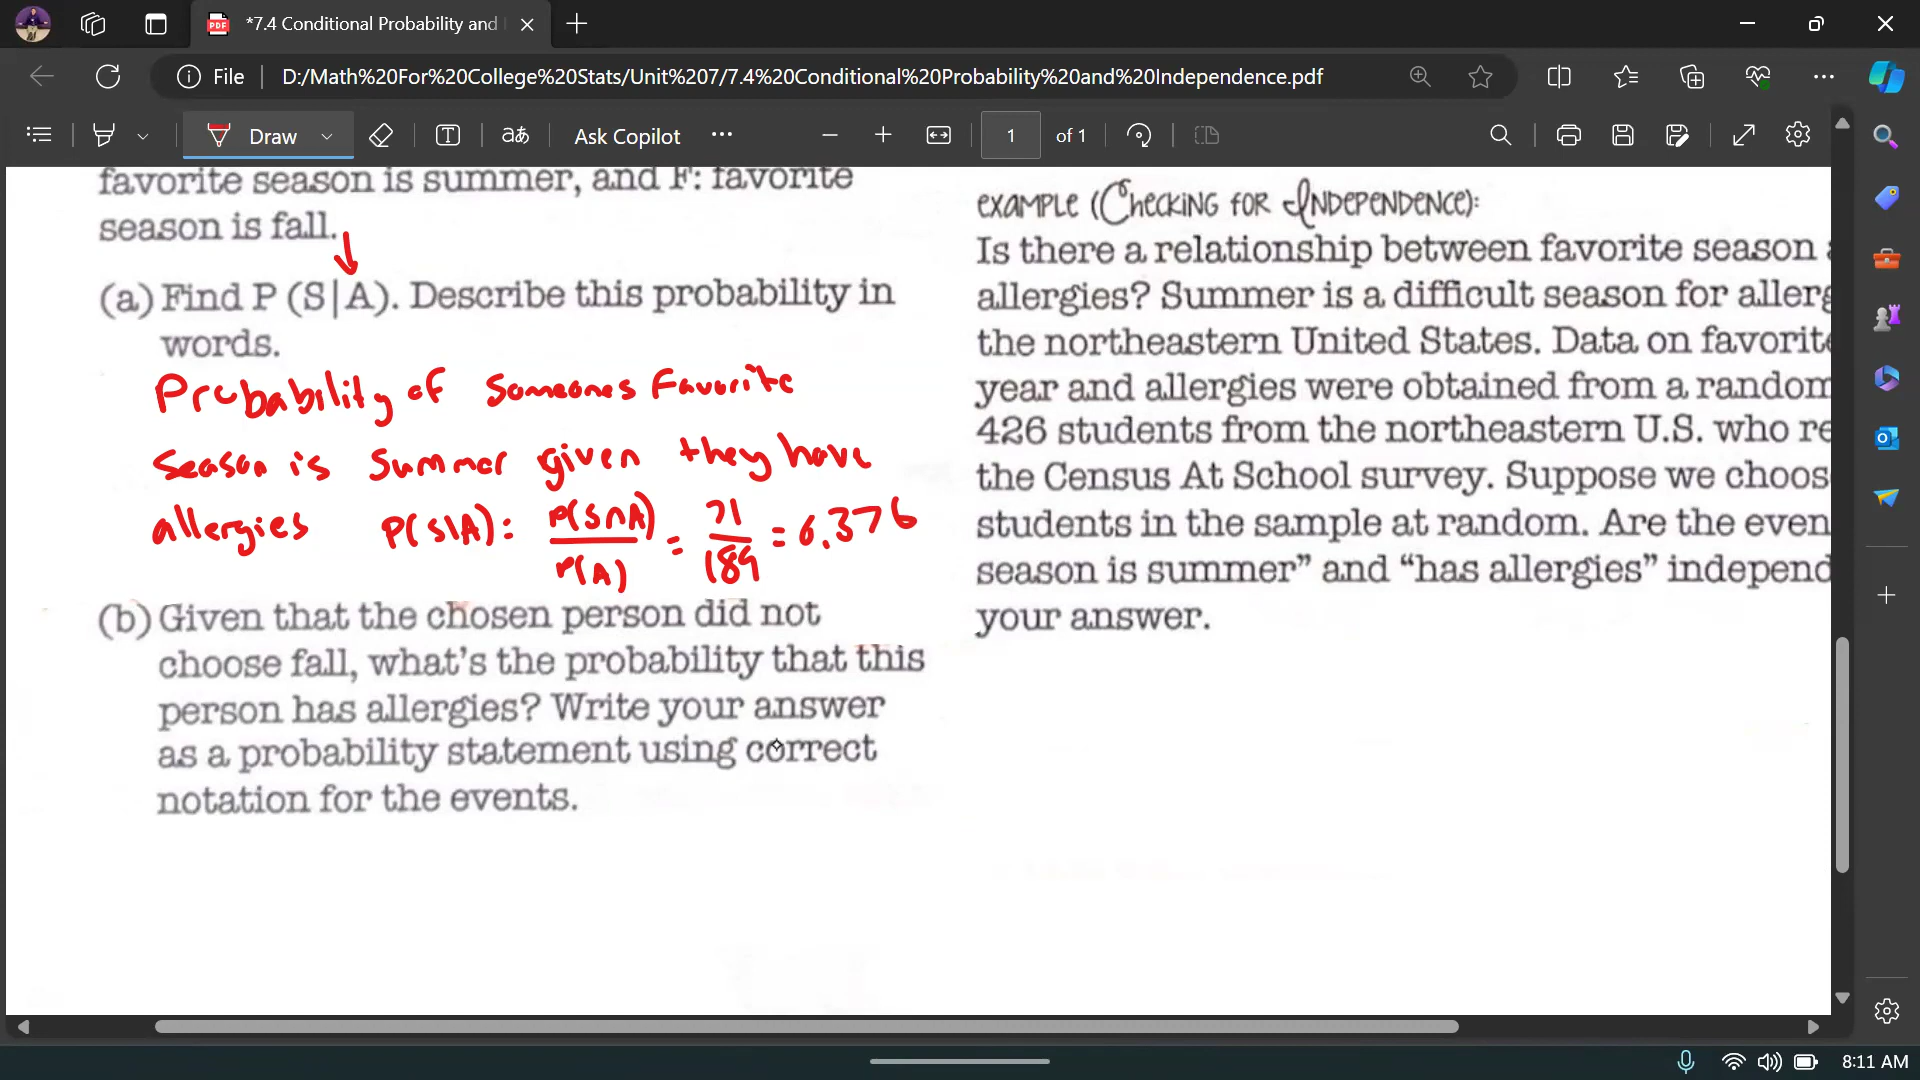 *7.4 Conditional Probability and
File
D:/Math%20For%20College%20Stats/Unit%207/7.4%20Conditional%20Probability%20and%20Independence.pdf
Draw
aあ
Ask Copilot
1 of 1
favorite season is summer, and F: favorite
season is fall.
(a) Find P (S|A). Describe this probability in
words.
Probability of someones Favorite
season is summer given they have
allergies P(S|A): P(S∩A)/P(A) = 71/189 = 0.376
(b) Given that the chosen person did not
choose fall, what's the probability that this
person has allergies? Write your answer
as a probability statement using correct
notation for the events.
EXAMPLE (CHECKING FOR INDEPENDENCE):
Is there a relationship between favorite season
allergies? Summer is a difficult season for allerg
the northeastern United States. Data on favorit
year and allergies were obtained from a random
426 students from the northeastern U.S. who re
the Census At School survey. Suppose we choos
students in the sample at random. Are the even
season is summer” and “has allergies” independ
your answer.
8:11 AM